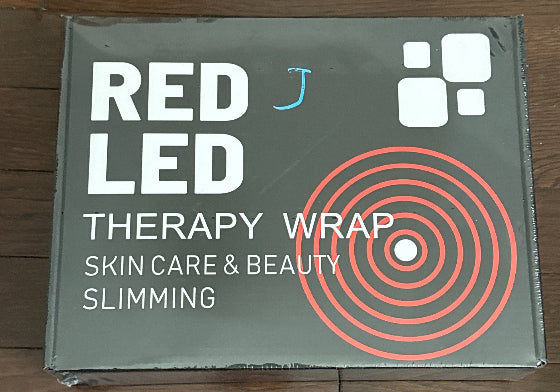 RED J
LED
THERAPY WRAP
SKIN CARE & BEAUTY
SLIMMING